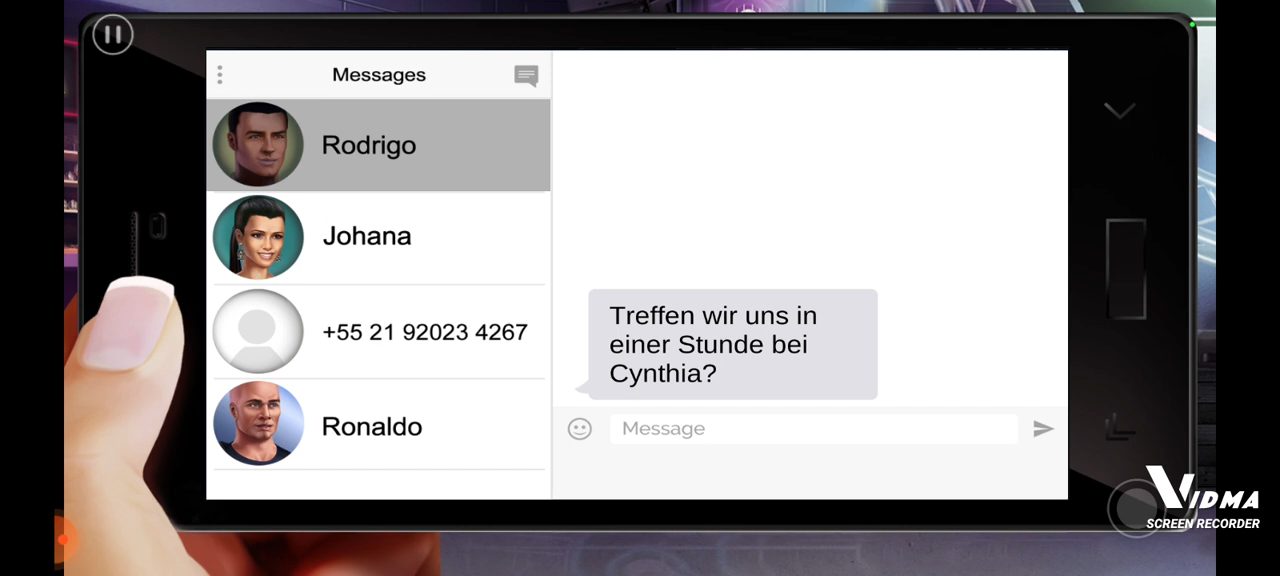 Messages
Rodrigo
Johana
+55 21 92023 4267
Ronaldo
Treffen wir uns in
einer Stunde bei
Cynthia?
Message
VIDMA
SCREEN RECORDER